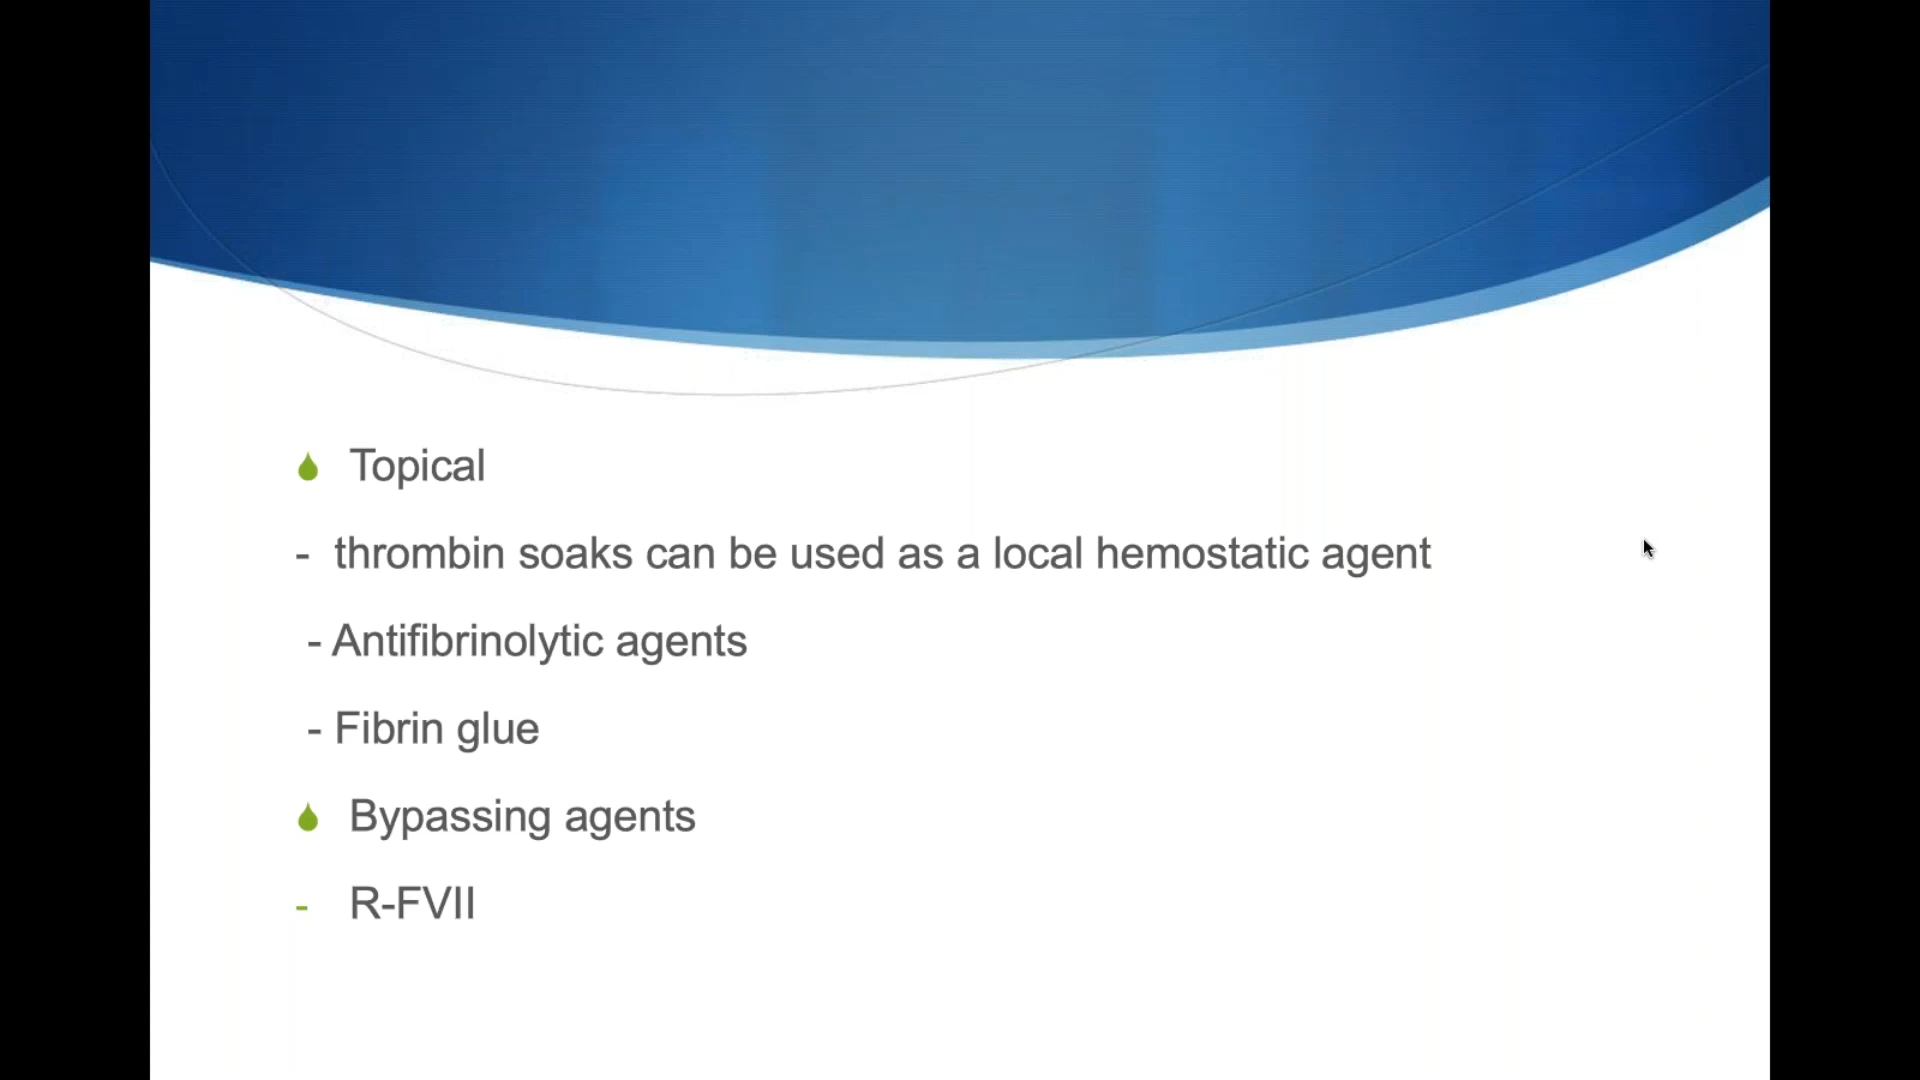 Topical
- thrombin soaks can be used as a local hemostatic agent
- Antifibrinolytic agents
- Fibrin glue
Bypassing agents
- R-FVII